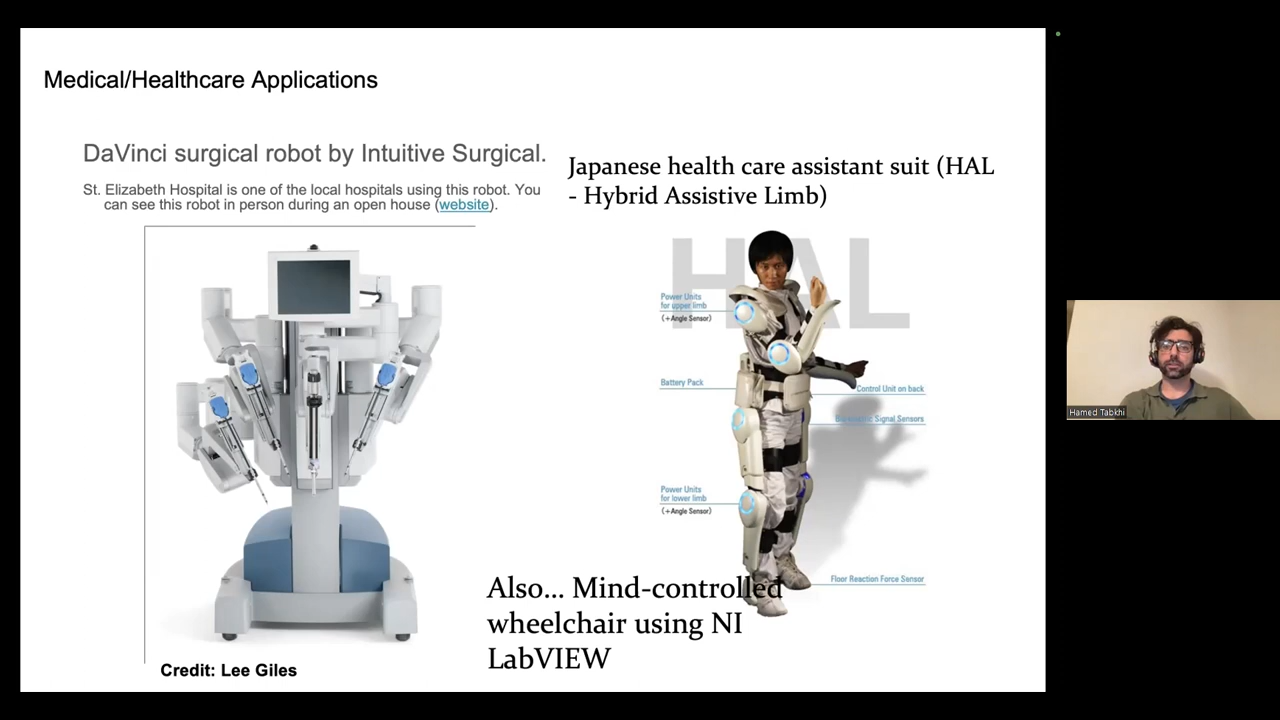 Medical/Healthcare Applications
DaVinci surgical robot by Intuitive Surgical.
St. Elizabeth Hospital is one of the local hospitals using this robot. You
can see this robot in person during an open house (website).
Japanese health care assistant suit (HAL
- Hybrid Assistive Limb)
HAL
Power Units
for upper limb
(+Angle Sensor)
Battery Pack
Control Unit on back
Signal Sensors
Power Units
for lower limb
(+Angle Sensor)
Floor Reaction Force Sensor
Also... Mind-controlled
wheelchair using NI
LabVIEW
Credit: Lee Giles
Hamed Tabkhi